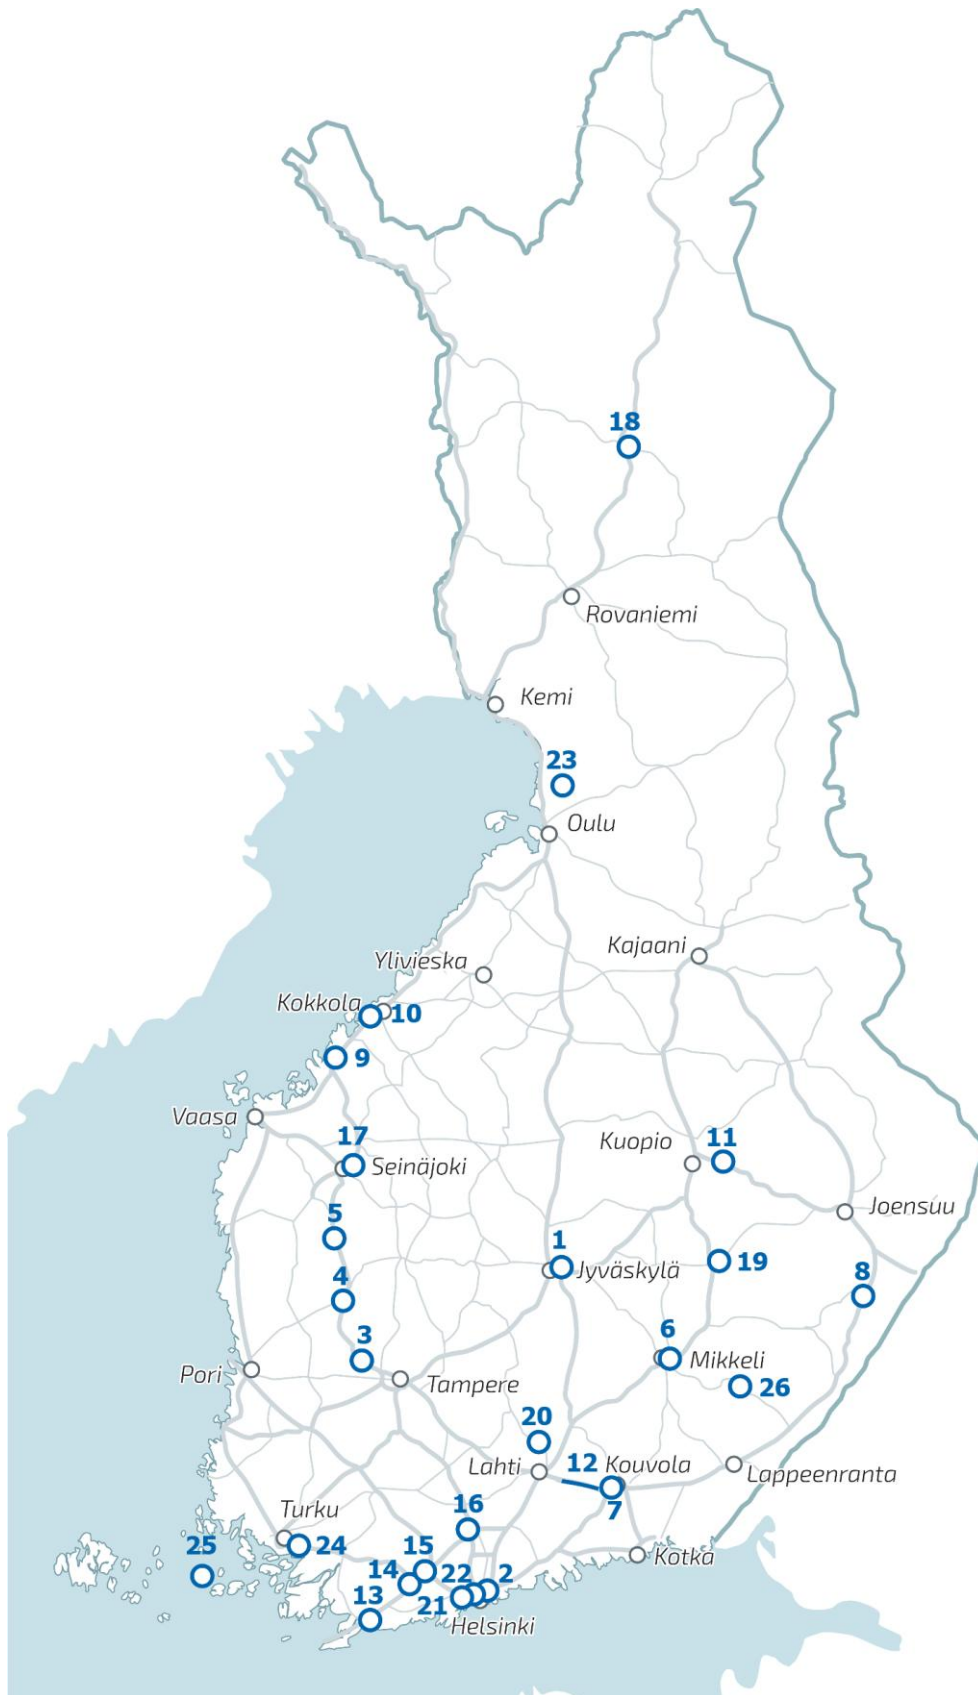 18
Rovaniemi
Kemi
23
Oulu
Kajaani
Ylivieska
Kokkola
10
9
Vaasa
17
Seinäjoki
Kuopio
11
Joensuu
5
1
Jyväskylä
19
8
4
3
6
Mikkeli
Pori
Tampere
26
20
Lahti
12
Kouvola
Lappeenranta
7
16
Turku
24
25
15
14
22
2
Kotka
13
21
Helsinki